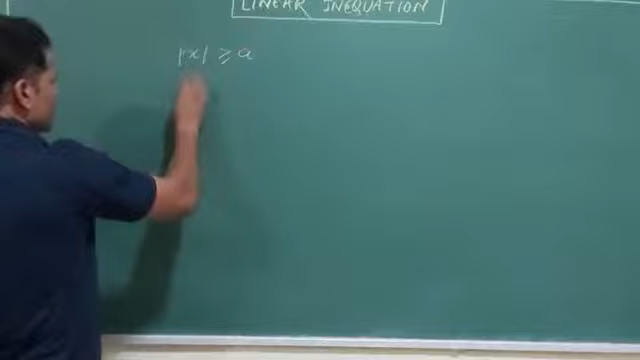 LINEAR INEQUATION
|x| ⩾ a